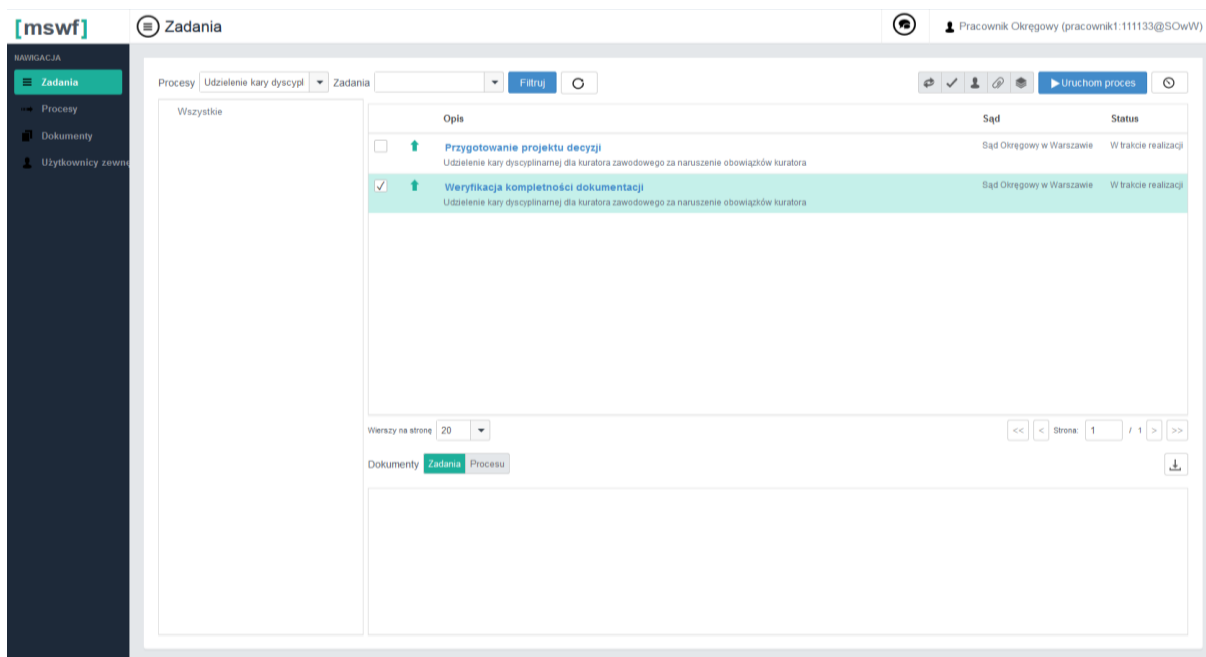 [mswf]
Zadania
Pracownik Okręgowy (pracownik1:111133@SOwW)
NAWIGACJA
Zadania
Procesy
Dokumenty
Użytkownicy zewnę
Procesy Udzielenie kary dyscypl Zadania Filtruj Uruchom proces
Wszystkie
Opis Sąd Status
Przygotowanie projektu decyzji Sąd Okręgowy w Warszawie W trakcie realizacji
Udzielenie kary dyscyplinarnej dla kuratora zawodowego za naruszenie obowiązków kuratora
Weryfikacja kompletności dokumentacji Sąd Okręgowy w Warszawie W trakcie realizacji
Udzielenie kary dyscyplinarnej dla kuratora zawodowego za naruszenie obowiązków kuratora
Wierszy na stronę 20 << < Strona: 1 / 1 > >>
Dokumenty Zadania Procesu